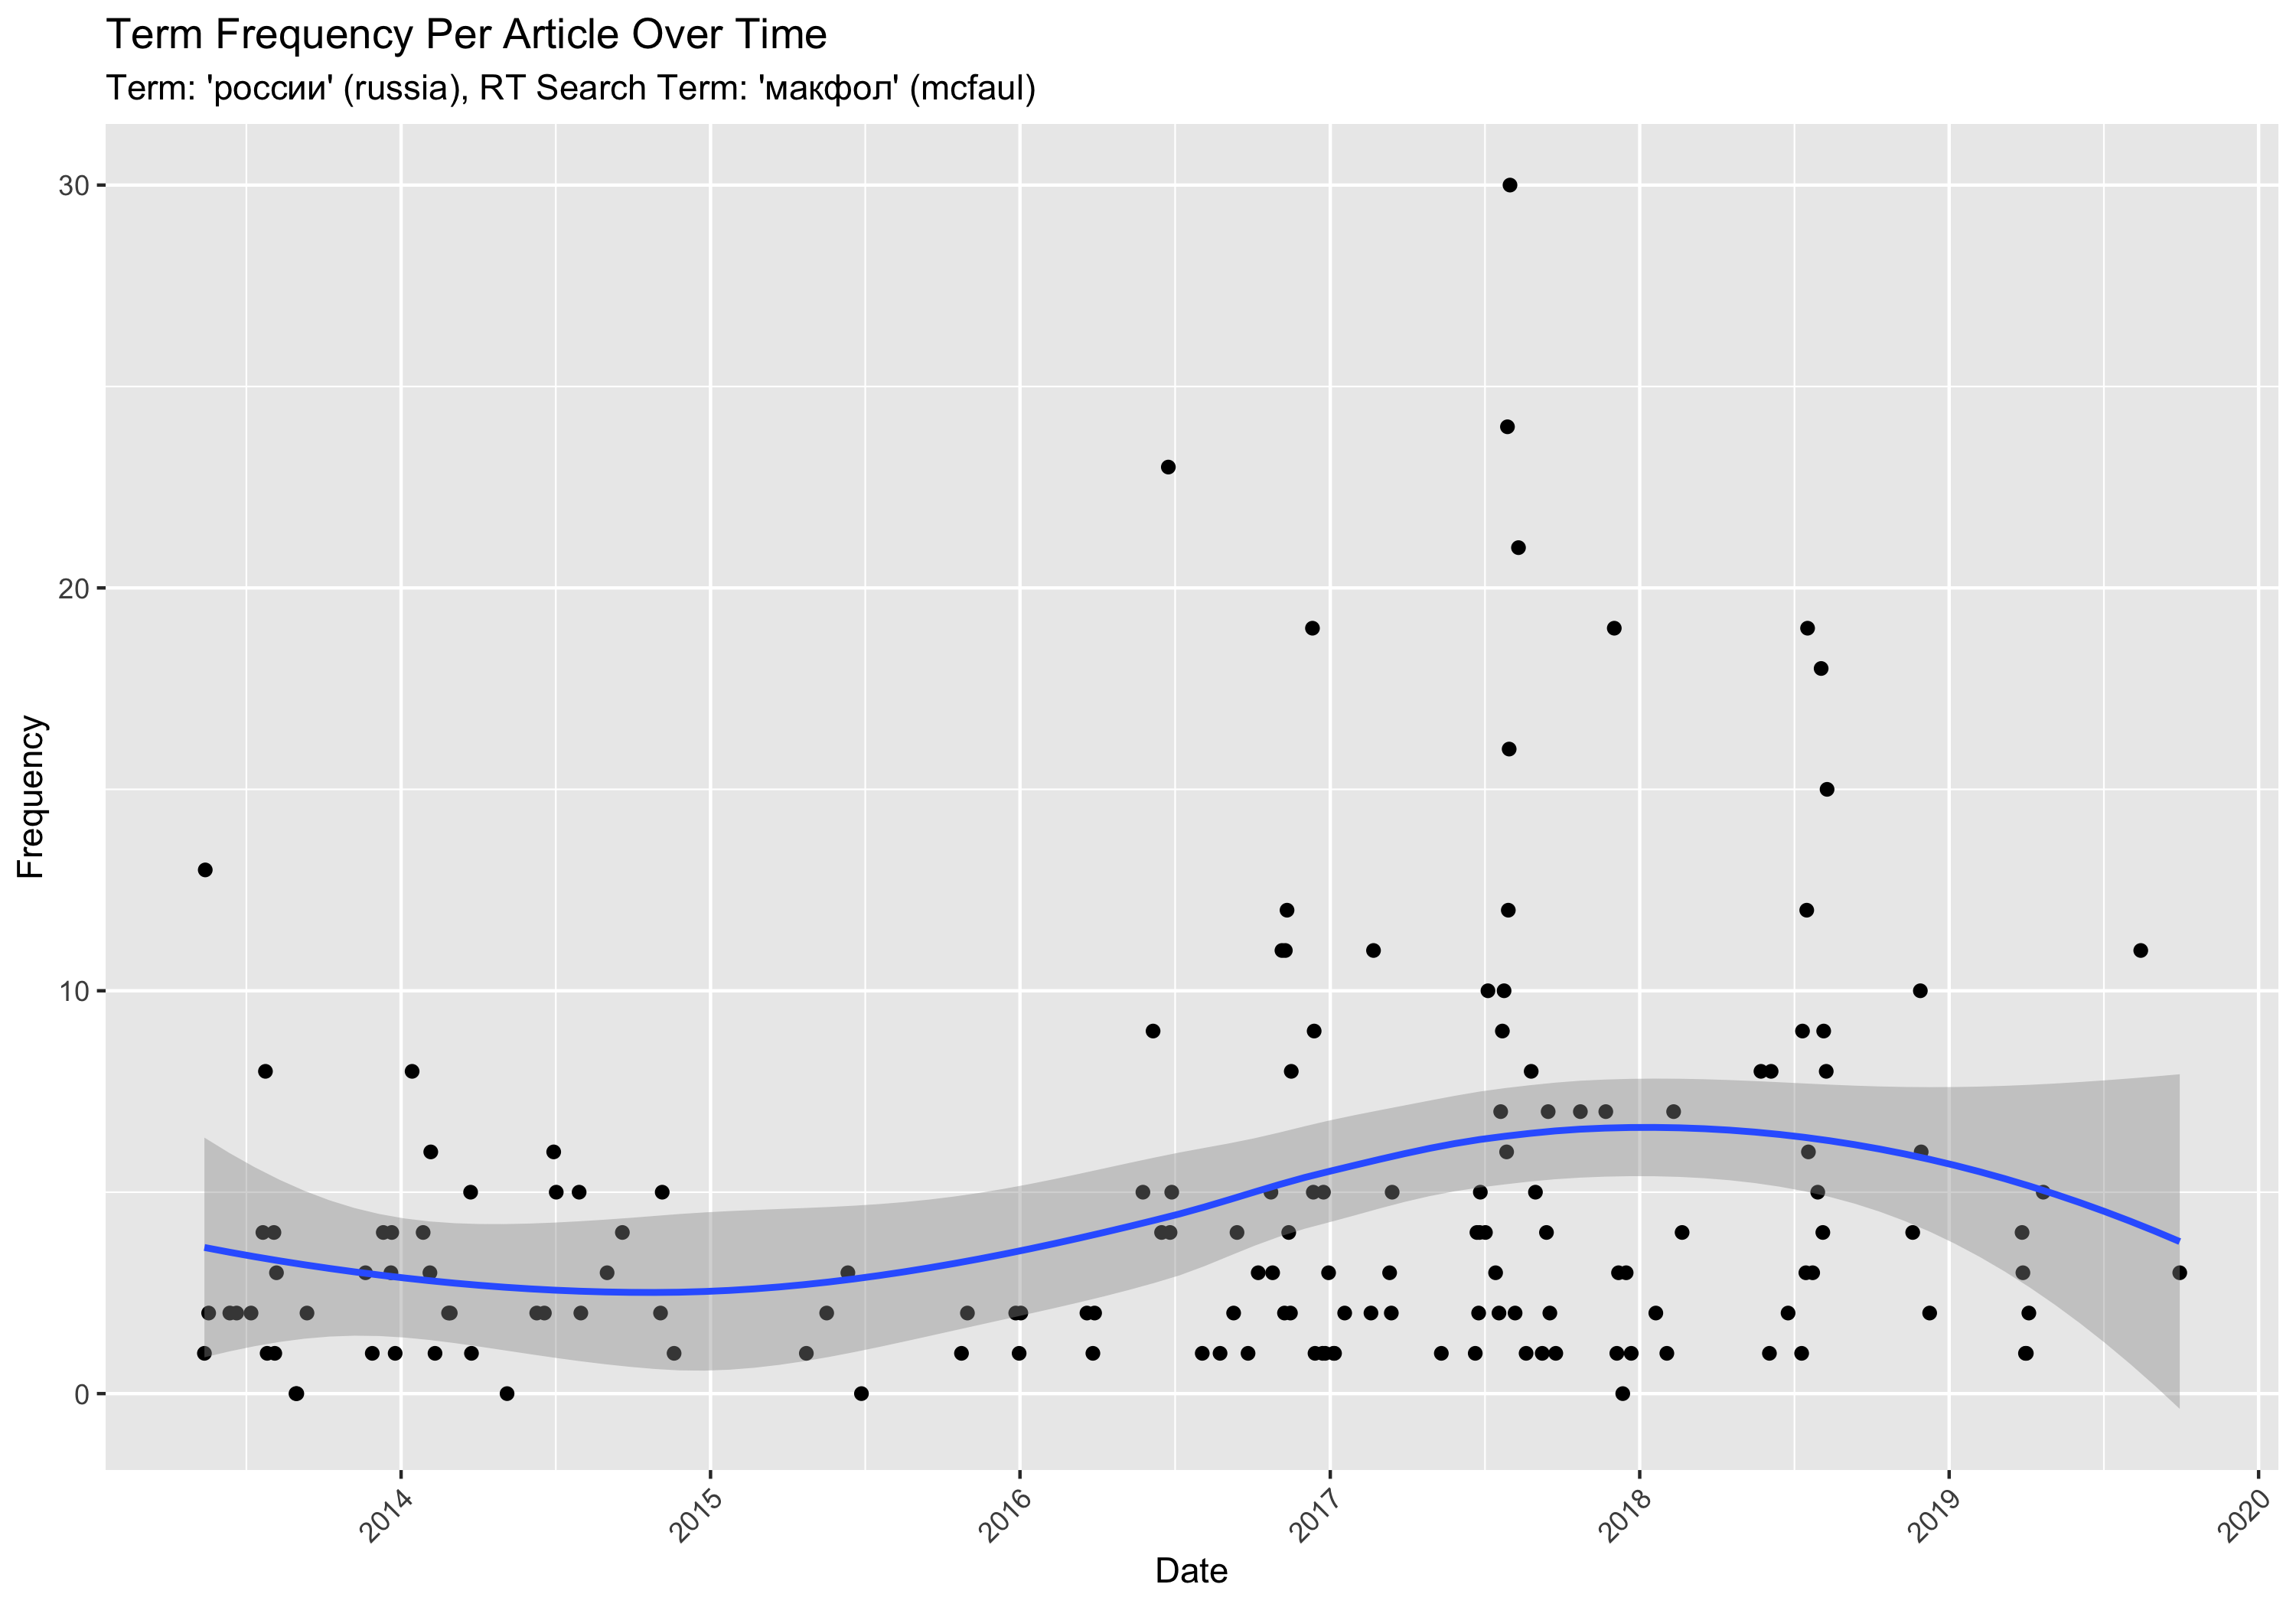 Term Frequency Per Article Over Time
Term: 'россии' (russia), RT Search Term: 'макфол' (mcfaul)
Frequency
30
20
10
0
2014
2015
2016
2017
2018
2019
2020
Date